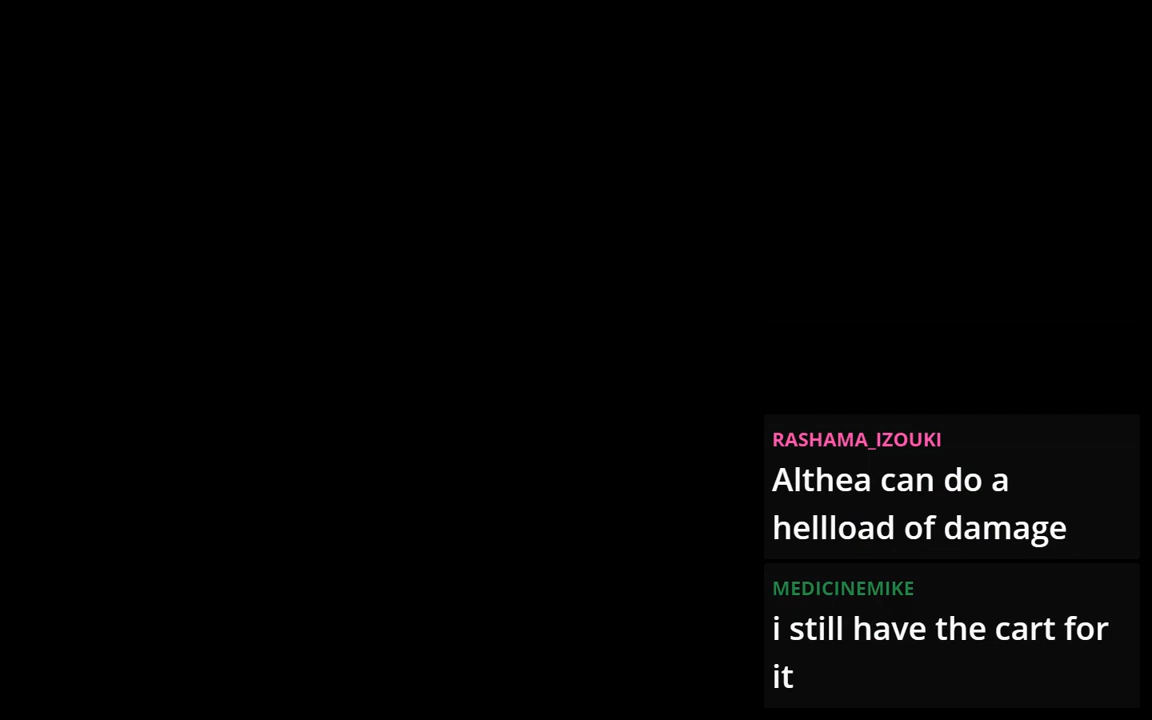 RASHAMA_IZOUKI
Althea can do a
hellload of damage
MEDICINEMIKE
i still have the cart for
it